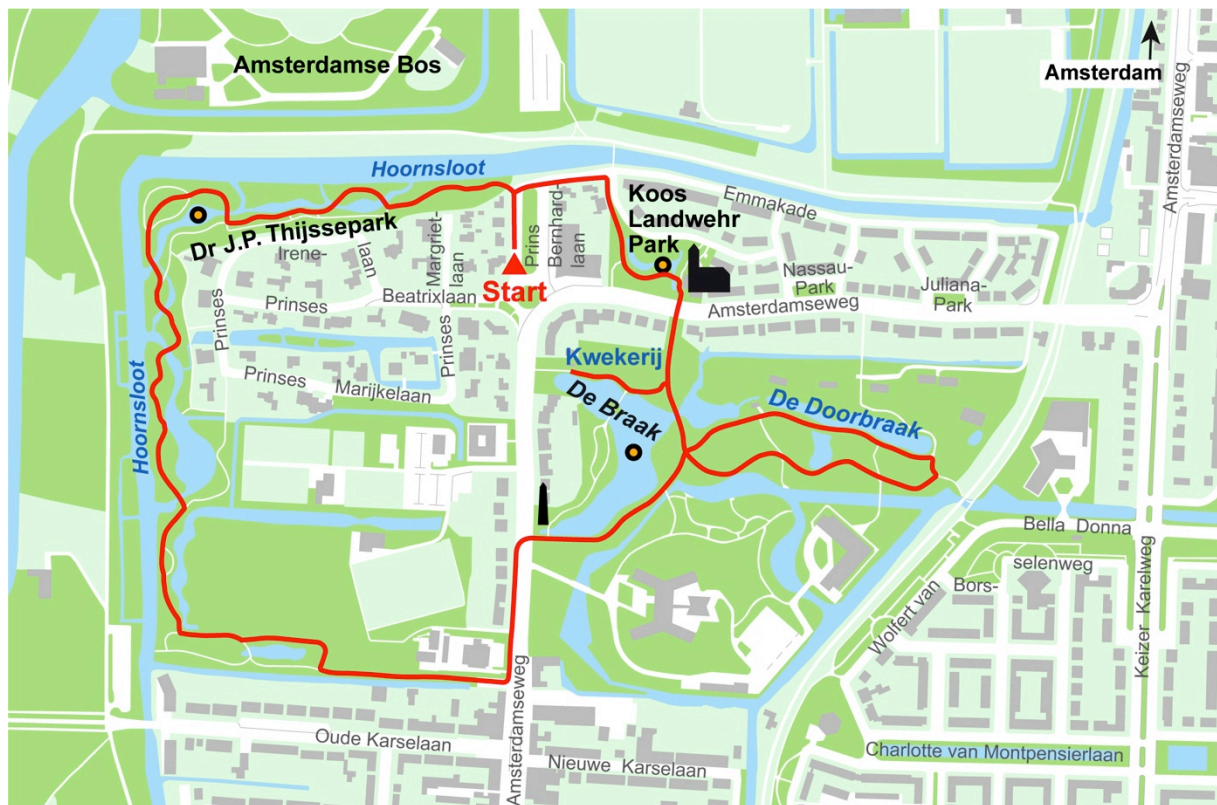 Amsterdamse Bos
Amsterdam
Amsterdamseweg
Hoornsloot
Koos
Landwehr
Park
Emmakade
Dr J.P. Thijssepark
Irene-
laan
Margriet-
laan
Prins
Bernhard-
laan
Nassau-
Park
Juliana-
Park
Prinses
Prinses
Beatrixlaan
Start
Amsterdamseweg
Prinses
Kwekerij
Prinses
Marijkelaan
De Braak
De Doorbraak
Hoornsloot
Bella Donna
Bors-
selenweg
Wolfert van
Keizer Karelweg
Amsterdamseweg
Oude Karselaan
Nieuwe Karselaan
Charlotte van Montpensierlaan